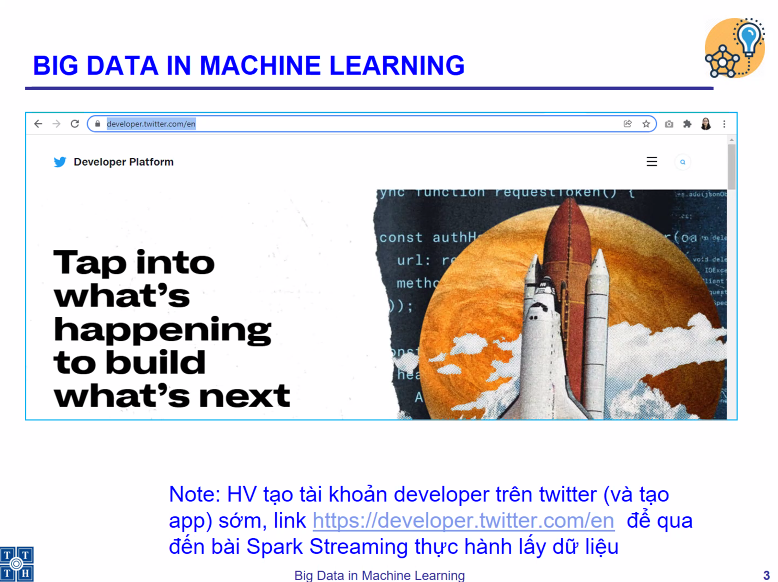 BIG DATA IN MACHINE LEARNING
developer.twitter.com/en
Developer Platform
Tap into
what's
happening
to build
what's next
ync function requestToken() {
const authH
url: re
metho
});
Note: HV tạo tài khoản developer trên twitter (và tạo
app) sớm, link https://developer.twitter.com/en để qua
đến bài Spark Streaming thực hành lấy dữ liệu
T T
T H
Big Data in Machine Learning
3